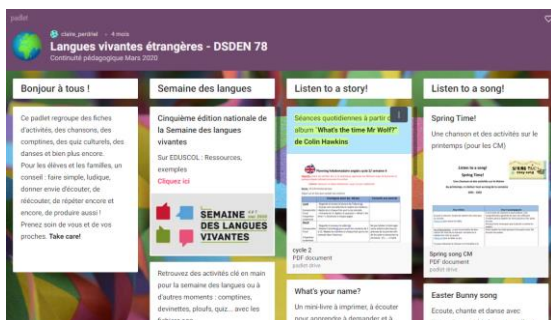 padlet
claire_perdriel • 4 mois
Langues vivantes étrangères - DSDEN 78
Continuité pédagogique Mars 2020
Bonjour à tous !
Ce padlet regroupe des fiches
d'activités, des chansons, des
comptines, des quiz culturels, des
danses et bien plus encore.
Pour les élèves et les familles, un
conseil : faire simple, ludique,
donner envie d'écouter, de
réécouter, de répéter encore et
encore, de produire aussi !
Prenez soin de vous et de vos
proches. Take care!
Semaine des langues
Cinquième édition nationale de
la Semaine des langues
vivantes
Sur EDUSCOL : Ressources,
exemples
Cliquez ici
SEMAINE
DES LANGUES
VIVANTES
Retrouvez des activités clé en main
pour la semaine des langues ou à
d'autres moments : comptines,
devinettes, ploufs, quiz... avec les
Listen to a story!
Séances quotidiennes à partir d
album "What's the time Mr Wolf?"
de Colin Hawkins
cycle 2
PDF document
padlet drive
What's your name?
Un mini-livre à imprimer, à écouter
pour apprendre à demander et à
Listen to a song!
Spring Time!
Une chanson et des activités sur le
printemps (pour les CM)
Listen to a song!
Spring Time!
Spring song CM
PDF document
padlet drive
Easter Bunny song
Ecoute, chante et danse avec